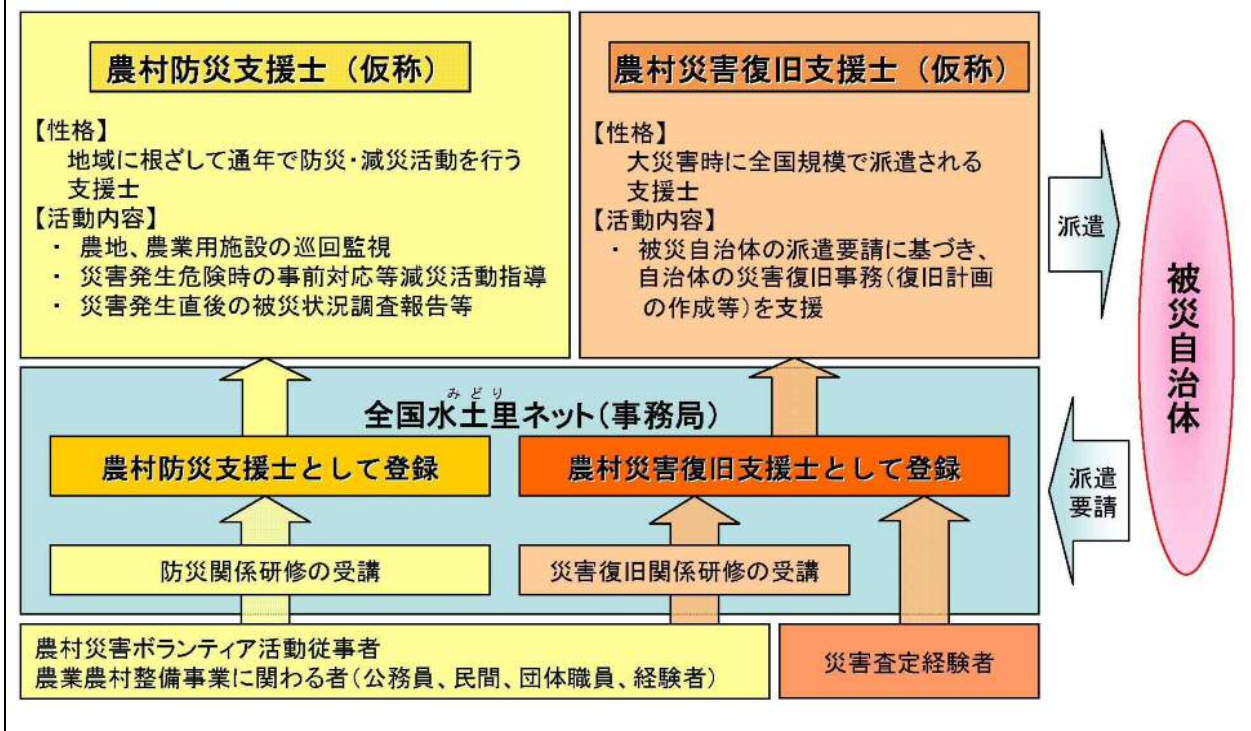 農村防災支援士（仮称）
【性格】
地域に根ざして通年で防災・減災活動を行う
支援士
【活動内容】
・ 農地、農業用施設の巡回監視
・ 災害発生危険時の事前対応等減災活動指導
・ 災害発生直後の被災状況調査報告等
農村災害復旧支援士（仮称）
【性格】
大災害時に全国規模で派遣される
支援士
【活動内容】
・ 被災自治体の派遣要請に基づき、
自治体の災害復旧事務（復旧計画
の作成等）を支援
派遣
被災自治体
派遣
要請
みどり
全国水土里ネット（事務局）
農村防災支援士として登録
農村災害復旧支援士として登録
防災関係研修の受講
災害復旧関係研修の受講
農村災害ボランティア活動従事者
農業農村整備事業に関わる者（公務員、民間、団体職員、経験者）
災害査定経験者